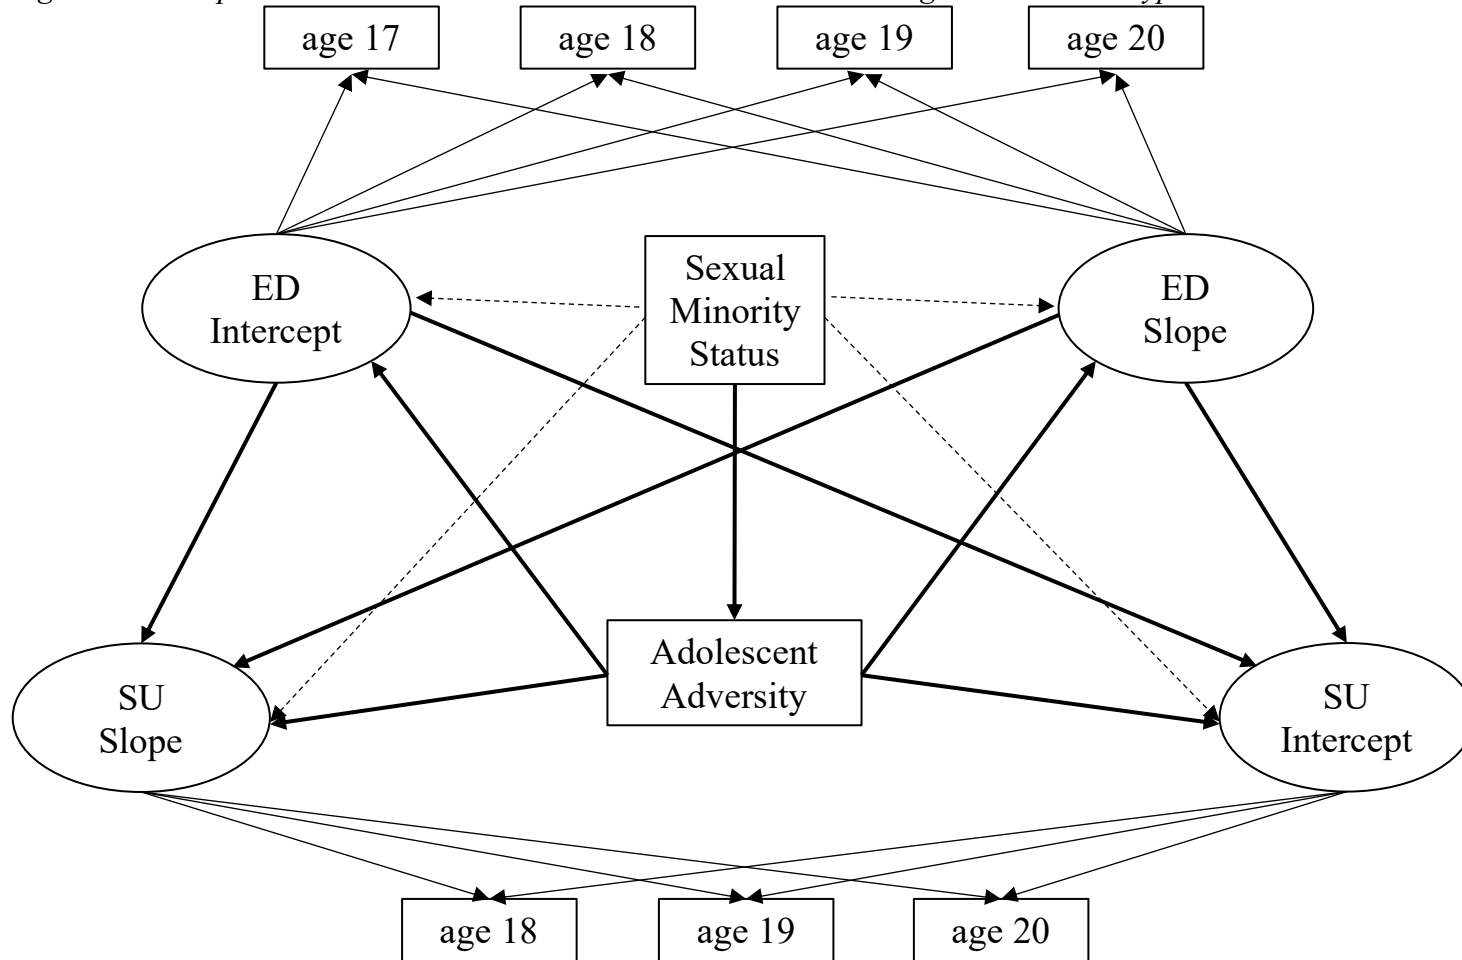 age 17
age 18
age 19
age 20
ED
Intercept
Sexual
Minority
Status
ED
Slope
Adolescent
Adversity
SU
Slope
SU
Intercept
age 18
age 19
age 20